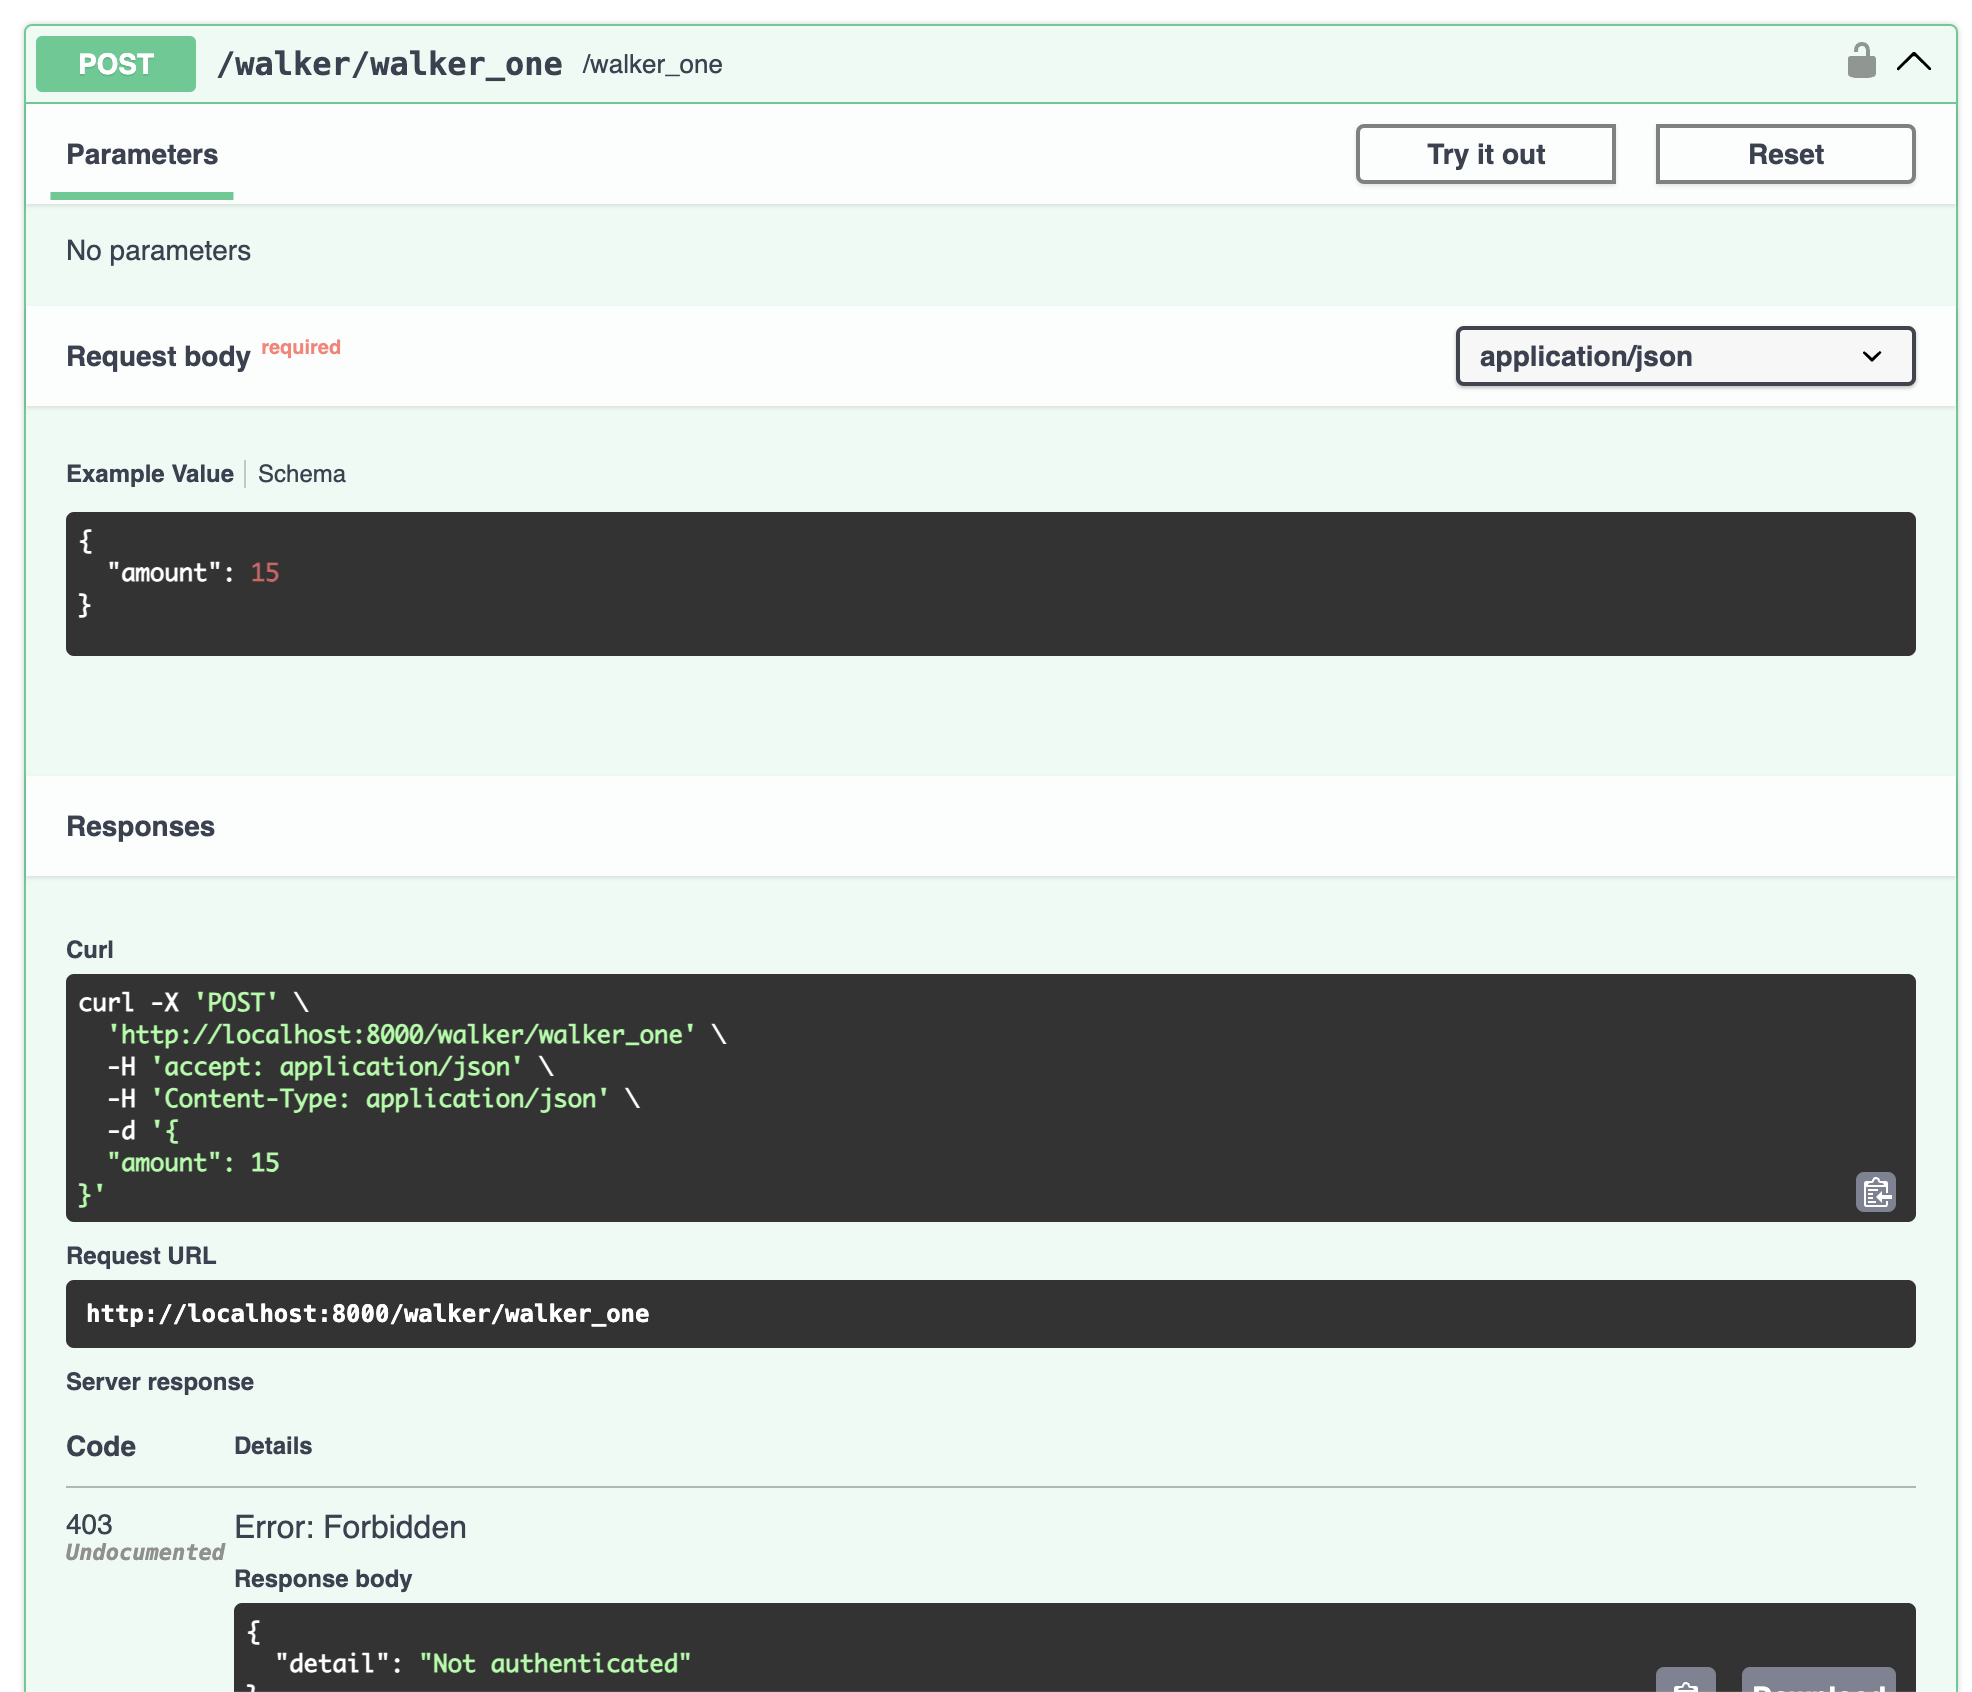 POST /walker/walker_one /walker_one
Parameters Try it out Reset
No parameters
Request body required application/json
Example Value Schema
{
"amount": 15
}
Responses
Curl
curl -X 'POST' \
'http://localhost:8000/walker/walker_one' \
-H 'accept: application/json' \
-H 'Content-Type: application/json' \
-d '{
"amount": 15
}'
Request URL
http://localhost:8000/walker/walker_one
Server response
Code Details
403 Error: Forbidden
Undocumented
Response body
{
"detail": "Not authenticated"
}
Download